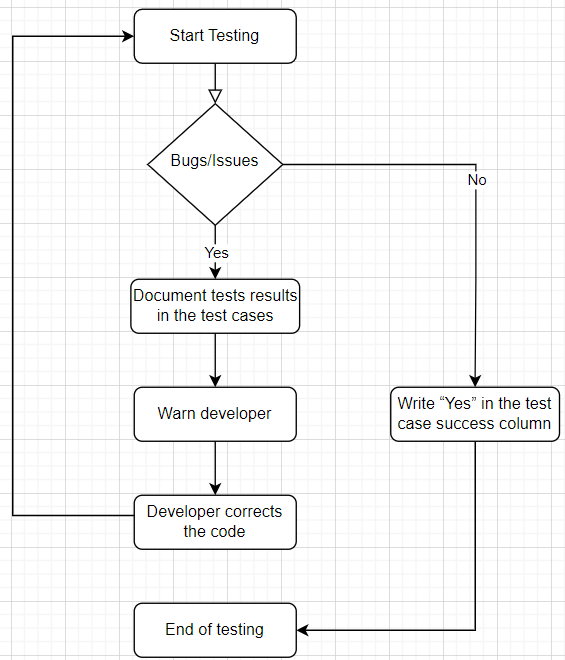 Start Testing
Bugs/Issues
No
Yes
Document tests results
in the test cases
Warn developer
Write “Yes” in the test
case success column
Developer corrects
the code
End of testing